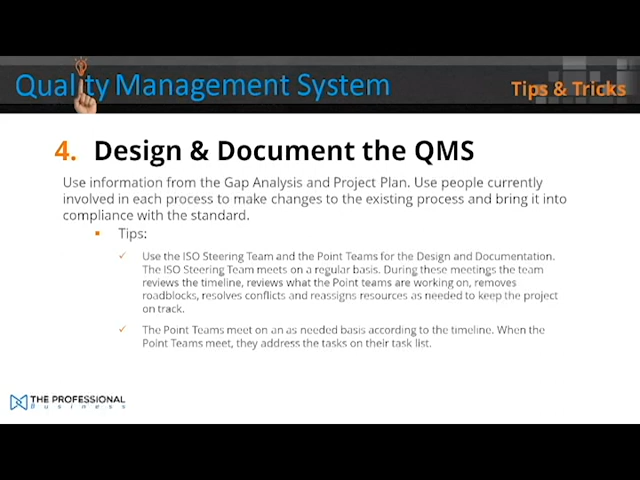 Quality Management System
Tips & Tricks
4. Design & Document the QMS
Use information from the Gap Analysis and Project Plan. Use people currently
involved in each process to make changes to the existing process and bring it into
compliance with the standard.
Tips:
Use the ISO Steering Team and the Point Teams for the Design and Documentation.
The ISO Steering Team meets on a regular basis. During these meetings the team
reviews the timeline, reviews what the Point teams are working on, removes
roadblocks, resolves conflicts and reassigns resources as needed to keep the project
on track.
The Point Teams meet on an as needed basis according to the timeline. When the
Point Teams meet, they address the tasks on their task list.
THE PROFESSIONAL
Business